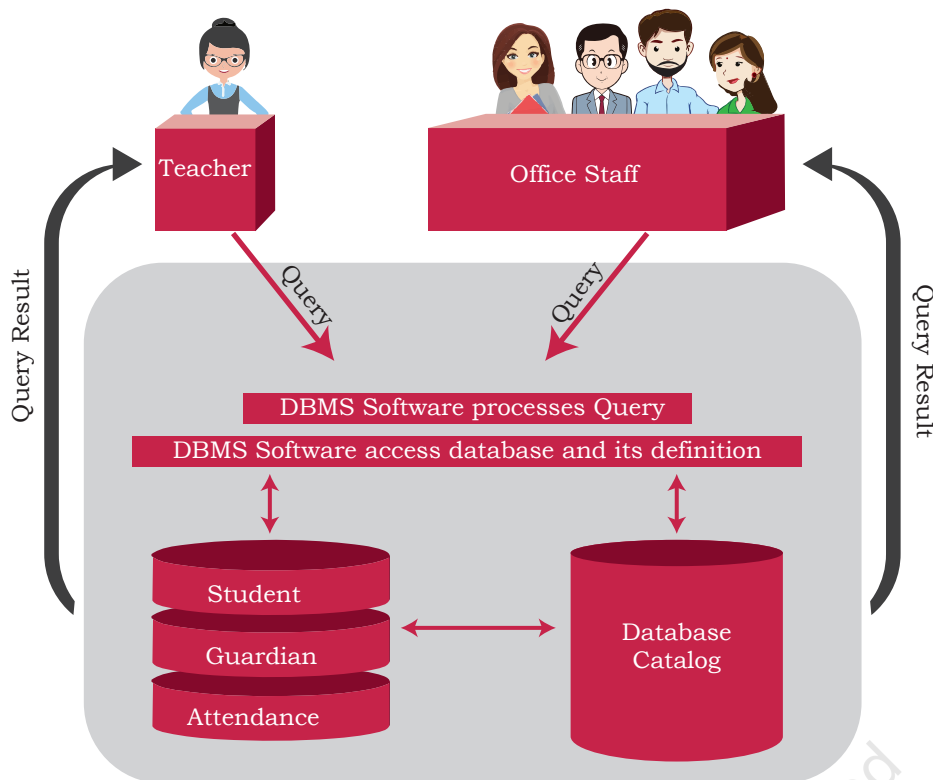 Teacher
Office Staff
Query
Query
Query Result
Query Result
DBMS Software processes Query
DBMS Software access database and its definition
Student
Guardian
Attendance
Database
Catalog